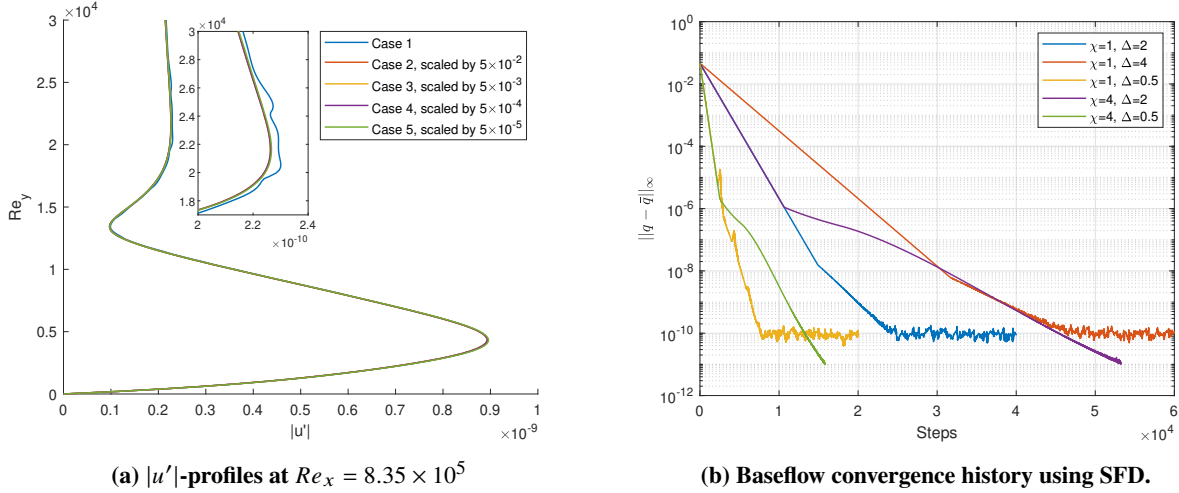 ×10⁴
3
2.5
2
1.5
1
0.5
0
Re_y
0 0.1 0.2 0.3 0.4 0.5 0.6 0.7 0.8 0.9 1
|u'|
×10⁻⁹
×10⁴
3
2.8
2.6
2.4
2.2
2
1.8
2 2.2 2.4
×10⁻¹⁰
Case 1
Case 2, scaled by 5×10⁻²
Case 3, scaled by 5×10⁻³
Case 4, scaled by 5×10⁻⁴
Case 5, scaled by 5×10⁻⁵
(a) |u′|-profiles at Re_x = 8.35 × 10⁵
10⁰
10⁻²
10⁻⁴
10⁻⁶
10⁻⁸
10⁻¹⁰
10⁻¹²
||q − q̄||_∞
0 1 2 3 4 5 6
Steps
×10⁴
χ=1, Δ=2
χ=1, Δ=4
χ=1, Δ=0.5
χ=4, Δ=2
χ=4, Δ=0.5
(b) Baseflow convergence history using SFD.